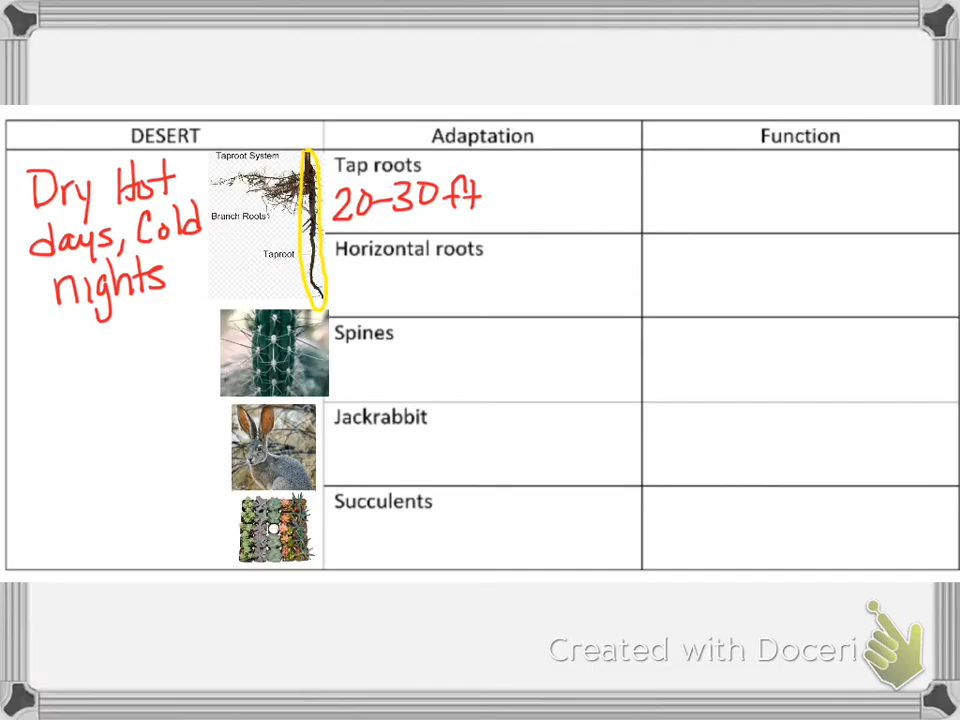 DESERT
Adaptation
Function
Dry Hot
days, Cold
nights
Taproot System
Branch Roots
Taproot
Tap roots
20-30 ft
Horizontal roots
Spines
Jackrabbit
Succulents
Created with Doceri